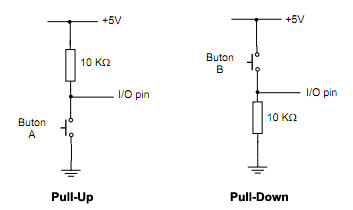 +5V
10 KΩ
I/O pin
Buton
A
Pull-Up
+5V
Buton
B
I/O pin
10 KΩ
Pull-Down